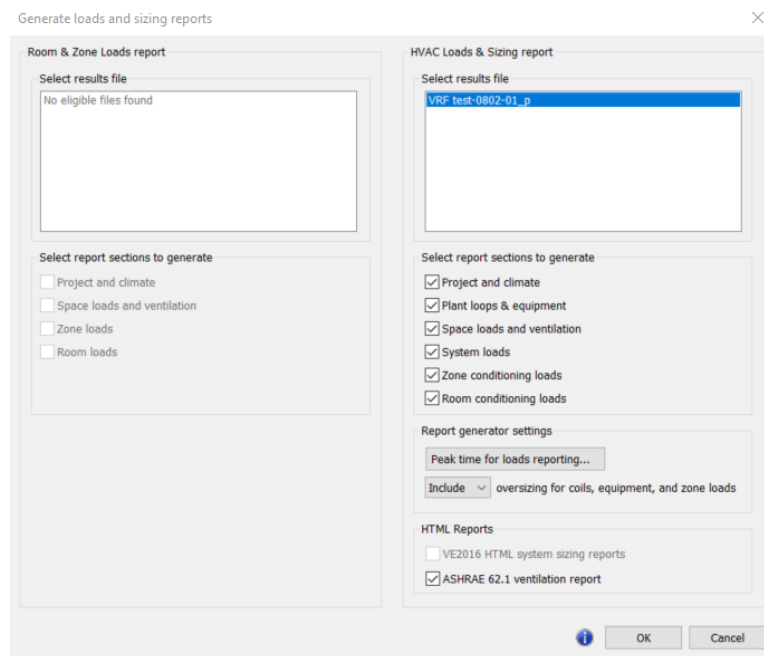 Generate loads and sizing reports
Room & Zone Loads report
Select results file
No eligible files found
Select report sections to generate
Project and climate
Space loads and ventilation
Zone loads
Room loads
HVAC Loads & Sizing report
Select results file
VRF test-0802-01_p
Select report sections to generate
Project and climate
Plant loops & equipment
Space loads and ventilation
System loads
Zone conditioning loads
Room conditioning loads
Report generator settings
Peak time for loads reporting...
Include oversizing for coils, equipment, and zone loads
HTML Reports
VE2016 HTML system sizing reports
ASHRAE 62.1 ventilation report
OK Cancel